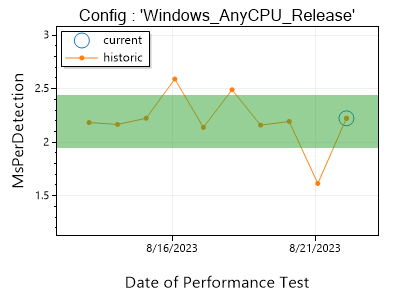 Config : 'Windows_AnyCPU_Release'
current
historic
3
2.5
2
1.5
MsPerDetection
8/16/2023
8/21/2023
Date of Performance Test